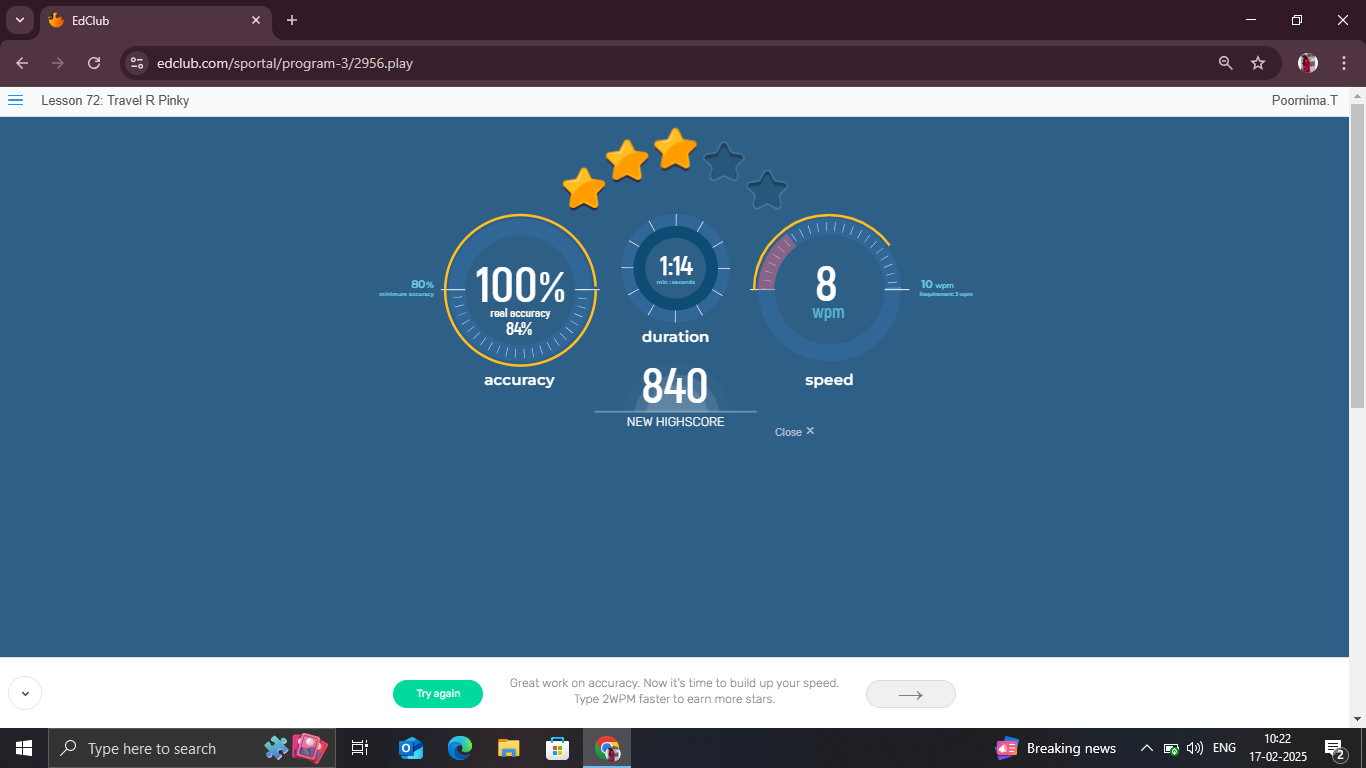 EdClub
edclub.com/sportal/program-3/2956.play
Lesson 72: Travel R Pinky
Poornima.T
80%
minimum accuracy
100%
real accuracy
84%
accuracy
1:14
min : seconds
duration
8
wpm
speed
10 wpm
Requirement: 3 wpm
840
NEW HIGHSCORE
Close ×
Try again
Great work on accuracy. Now it's time to build up your speed.
Type 2WPM faster to earn more stars.
Type here to search
Breaking news
ENG
10:22
17-02-2025
2